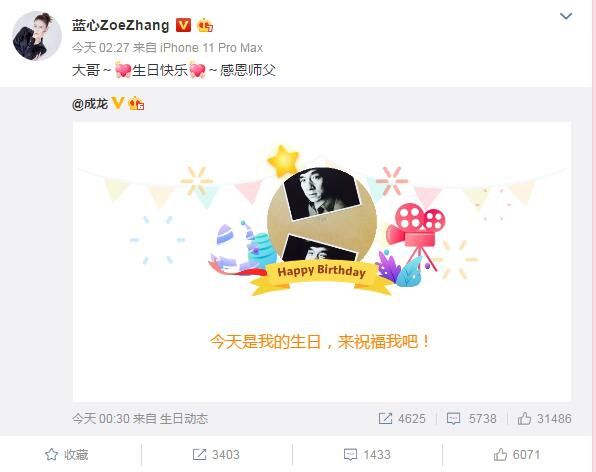 蓝心ZoeZhang
今天 02:27 来自 iPhone 11 Pro Max
大哥～生日快乐～感恩师父
@成龙
Happy Birthday
今天是我的生日，来祝福我吧！
今天 00:30 来自 生日动态 4625 5738 31486
收藏 3403 1433 6071